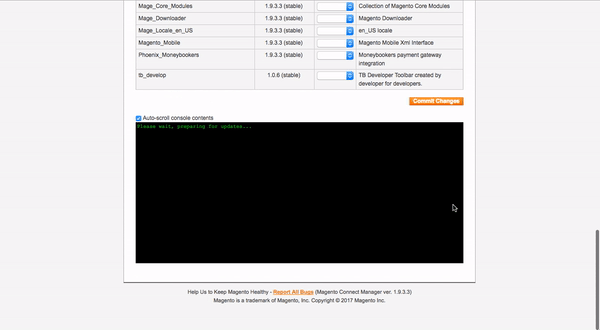 Mage_Core_Modules 1.9.3.3 (stable) Collection of Magento Core Modules
Mage_Downloader 1.9.3.3 (stable) Magento Downloader
Mage_Locale_en_US 1.9.3.3 (stable) en_US locale
Magento_Mobile 1.9.3.3 (stable) Magento Mobile Xml Interface
Phoenix_Moneybookers 1.9.3.3 (stable) Moneybookers payment gateway
integration
tb_develop 1.0.6 (stable) TB Developer Toolbar created by
developer for developers.
Commit Changes
Auto-scroll console contents
Please wait, preparing for updates...
Help Us to Keep Magento Healthy - Report All Bugs (Magento Connect Manager ver. 1.9.3.3)
Magento is a trademark of Magento, Inc. Copyright © 2017 Magento Inc.